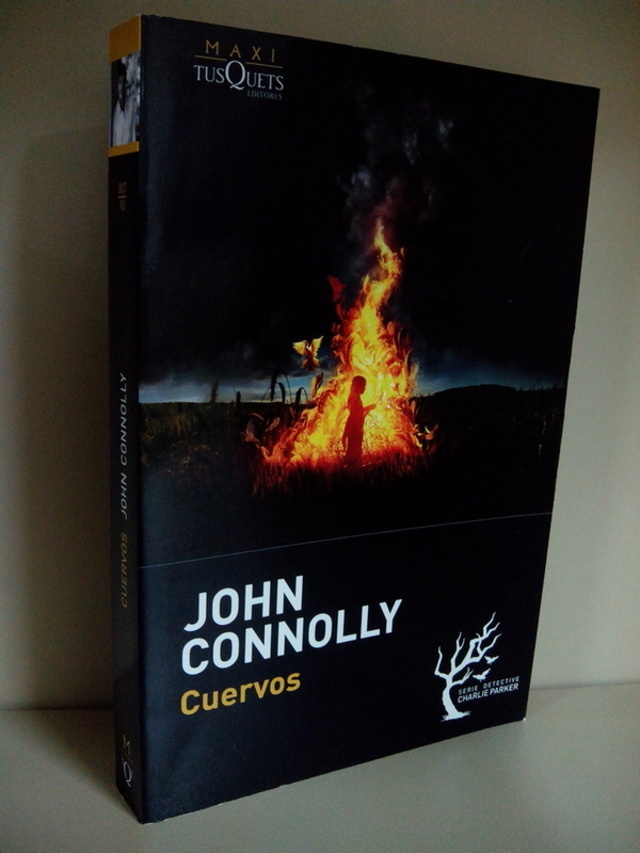 MAXI
TUSQUETS
EDITORES
JOHN
CONNOLLY
Cuervos
SERIE DETECTIVE
CHARLIE PARKER
CUERVOS JOHN CONNOLLY
M
Q